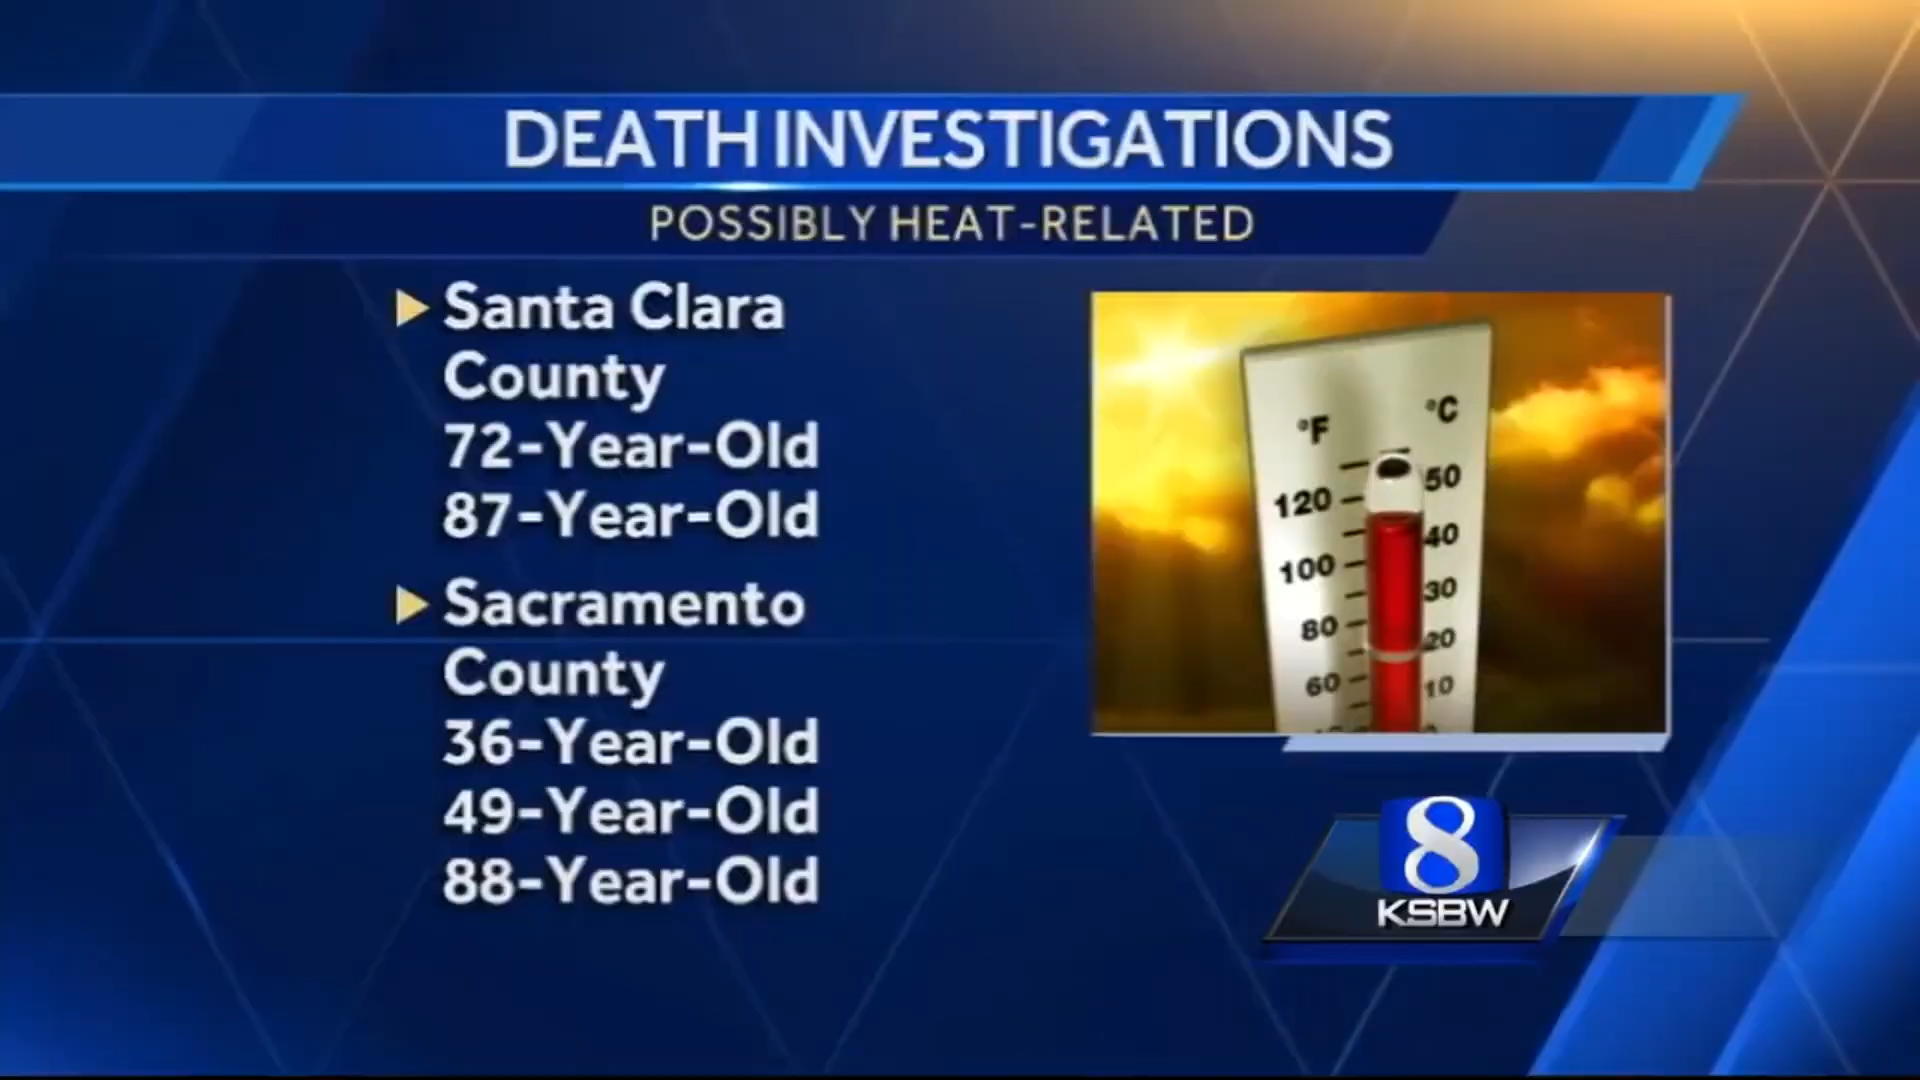 DEATH INVESTIGATIONS
POSSIBLY HEAT-RELATED
Santa Clara
County
72-Year-Old
87-Year-Old
Sacramento
County
36-Year-Old
49-Year-Old
88-Year-Old
°F °C
50
120
40
100
30
80
20
60
10
8
KSBW